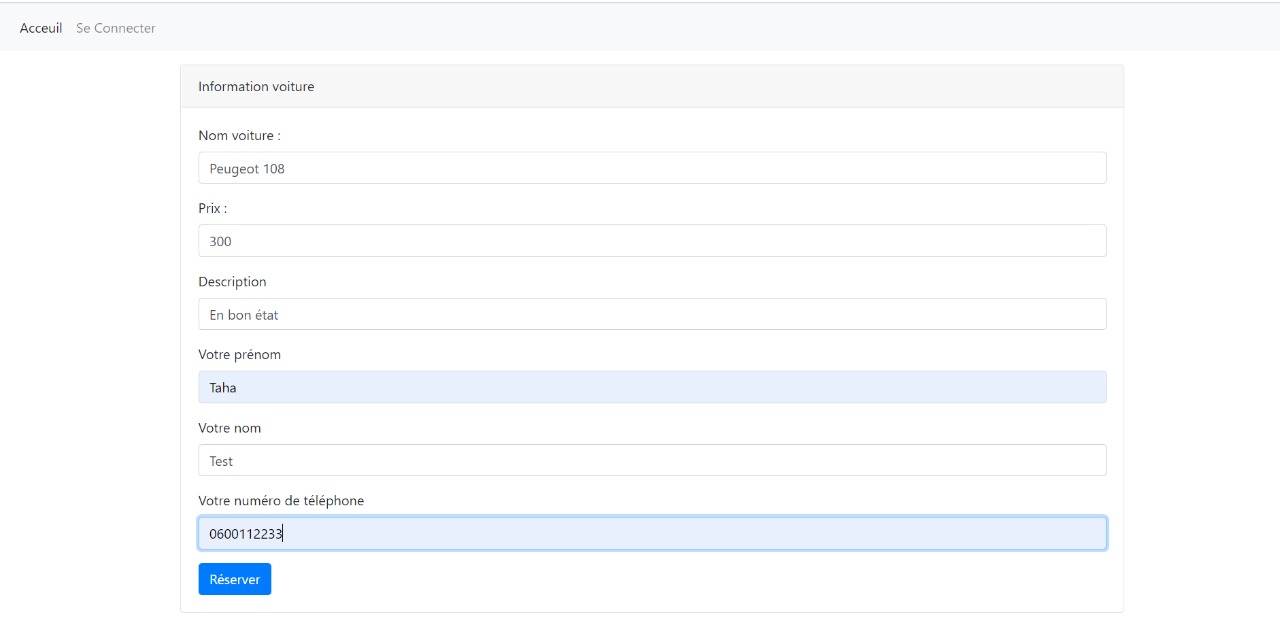 Acceuil Se Connecter
Information voiture
Nom voiture :
Peugeot 108
Prix :
300
Description
En bon état
Votre prénom
Taha
Votre nom
Test
Votre numéro de téléphone
0600112233
Réserver